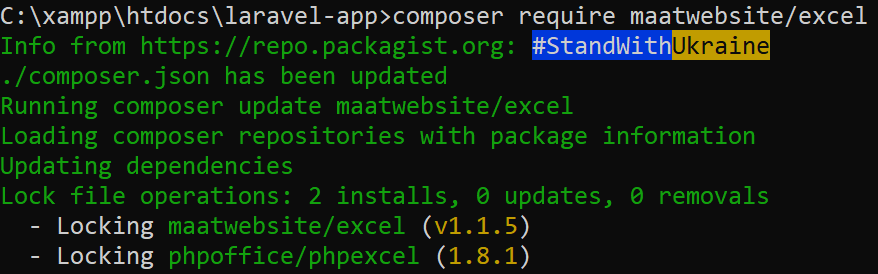 C:\xampp\htdocs\laravel-app>composer require maatwebsite/excel
Info from https://repo.packagist.org: #StandWithUkraine
./composer.json has been updated
Running composer update maatwebsite/excel
Loading composer repositories with package information
Updating dependencies
Lock file operations: 2 installs, 0 updates, 0 removals
  - Locking maatwebsite/excel (v1.1.5)
  - Locking phpoffice/phpexcel (1.8.1)